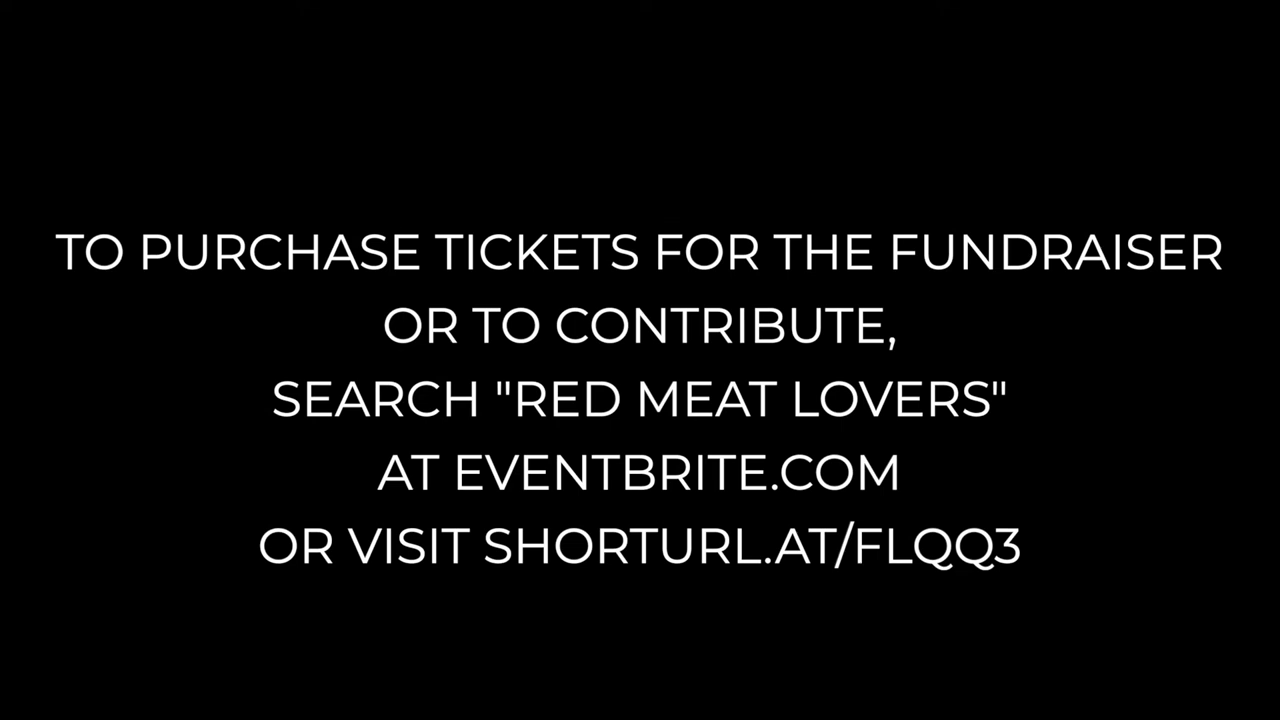 TO PURCHASE TICKETS FOR THE FUNDRAISER
OR TO CONTRIBUTE,
SEARCH "RED MEAT LOVERS"
AT EVENTBRITE.COM
OR VISIT SHORTURL.AT/FLQQ3